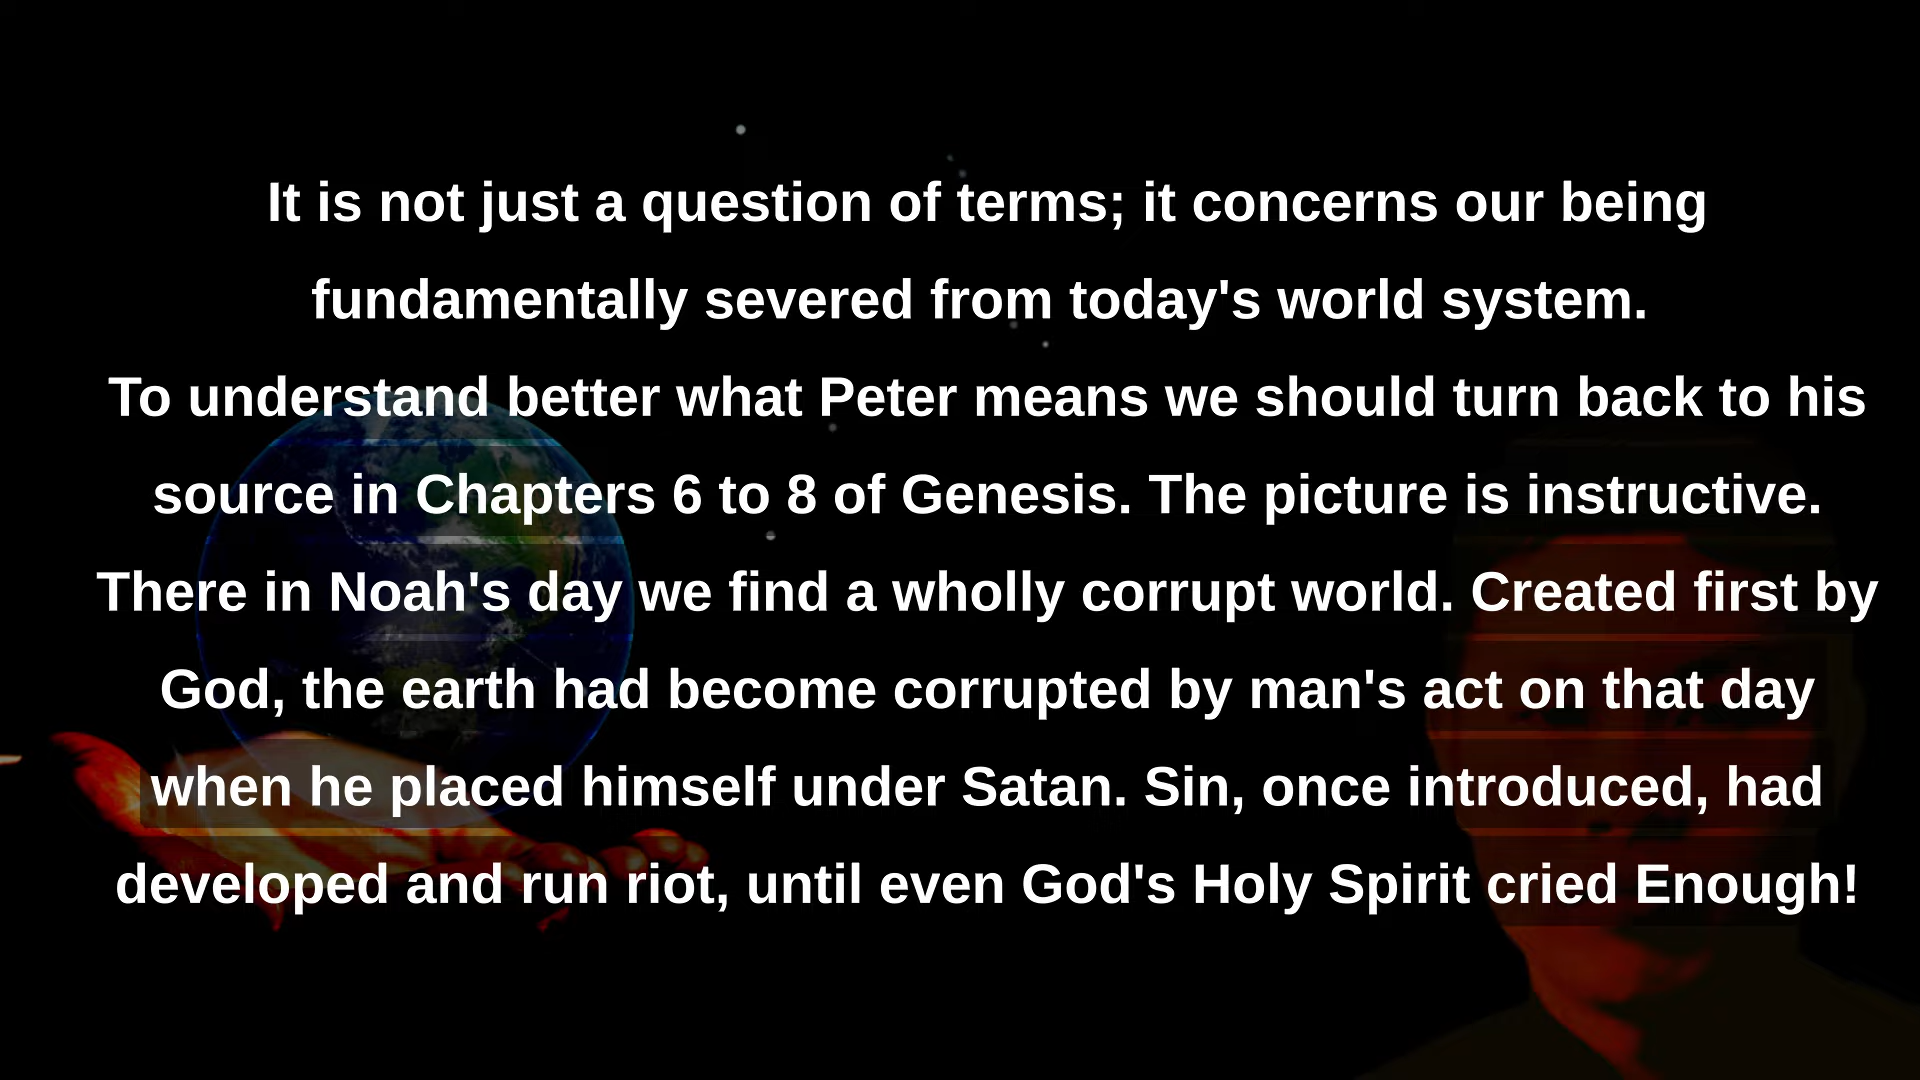 It is not just a question of terms; it concerns our being
fundamentally severed from today's world system.
To understand better what Peter means we should turn back to his
source in Chapters 6 to 8 of Genesis. The picture is instructive.
There in Noah's day we find a wholly corrupt world. Created first by
God, the earth had become corrupted by man's act on that day
when he placed himself under Satan. Sin, once introduced, had
developed and run riot, until even God's Holy Spirit cried Enough!